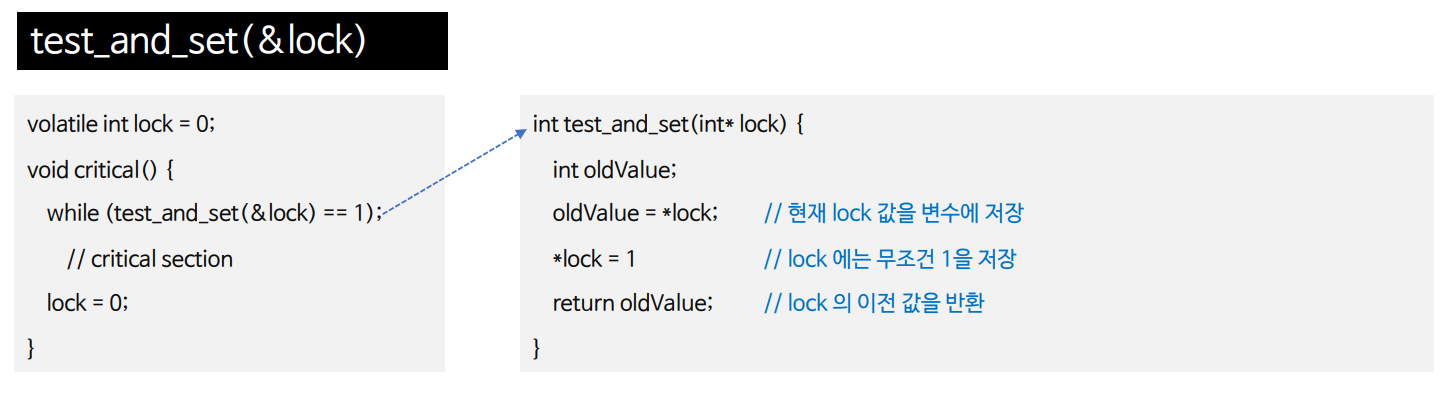 test_and_set(&lock)
volatile int lock = 0;
void critical() {
while (test_and_set(&lock) == 1);
// critical section
lock = 0;
}
int test_and_set(int* lock) {
int oldValue;
oldValue = *lock; // 현재 lock 값을 변수에 저장
*lock = 1 // lock 에는 무조건 1을 저장
return oldValue; // lock 의 이전 값을 반환
}